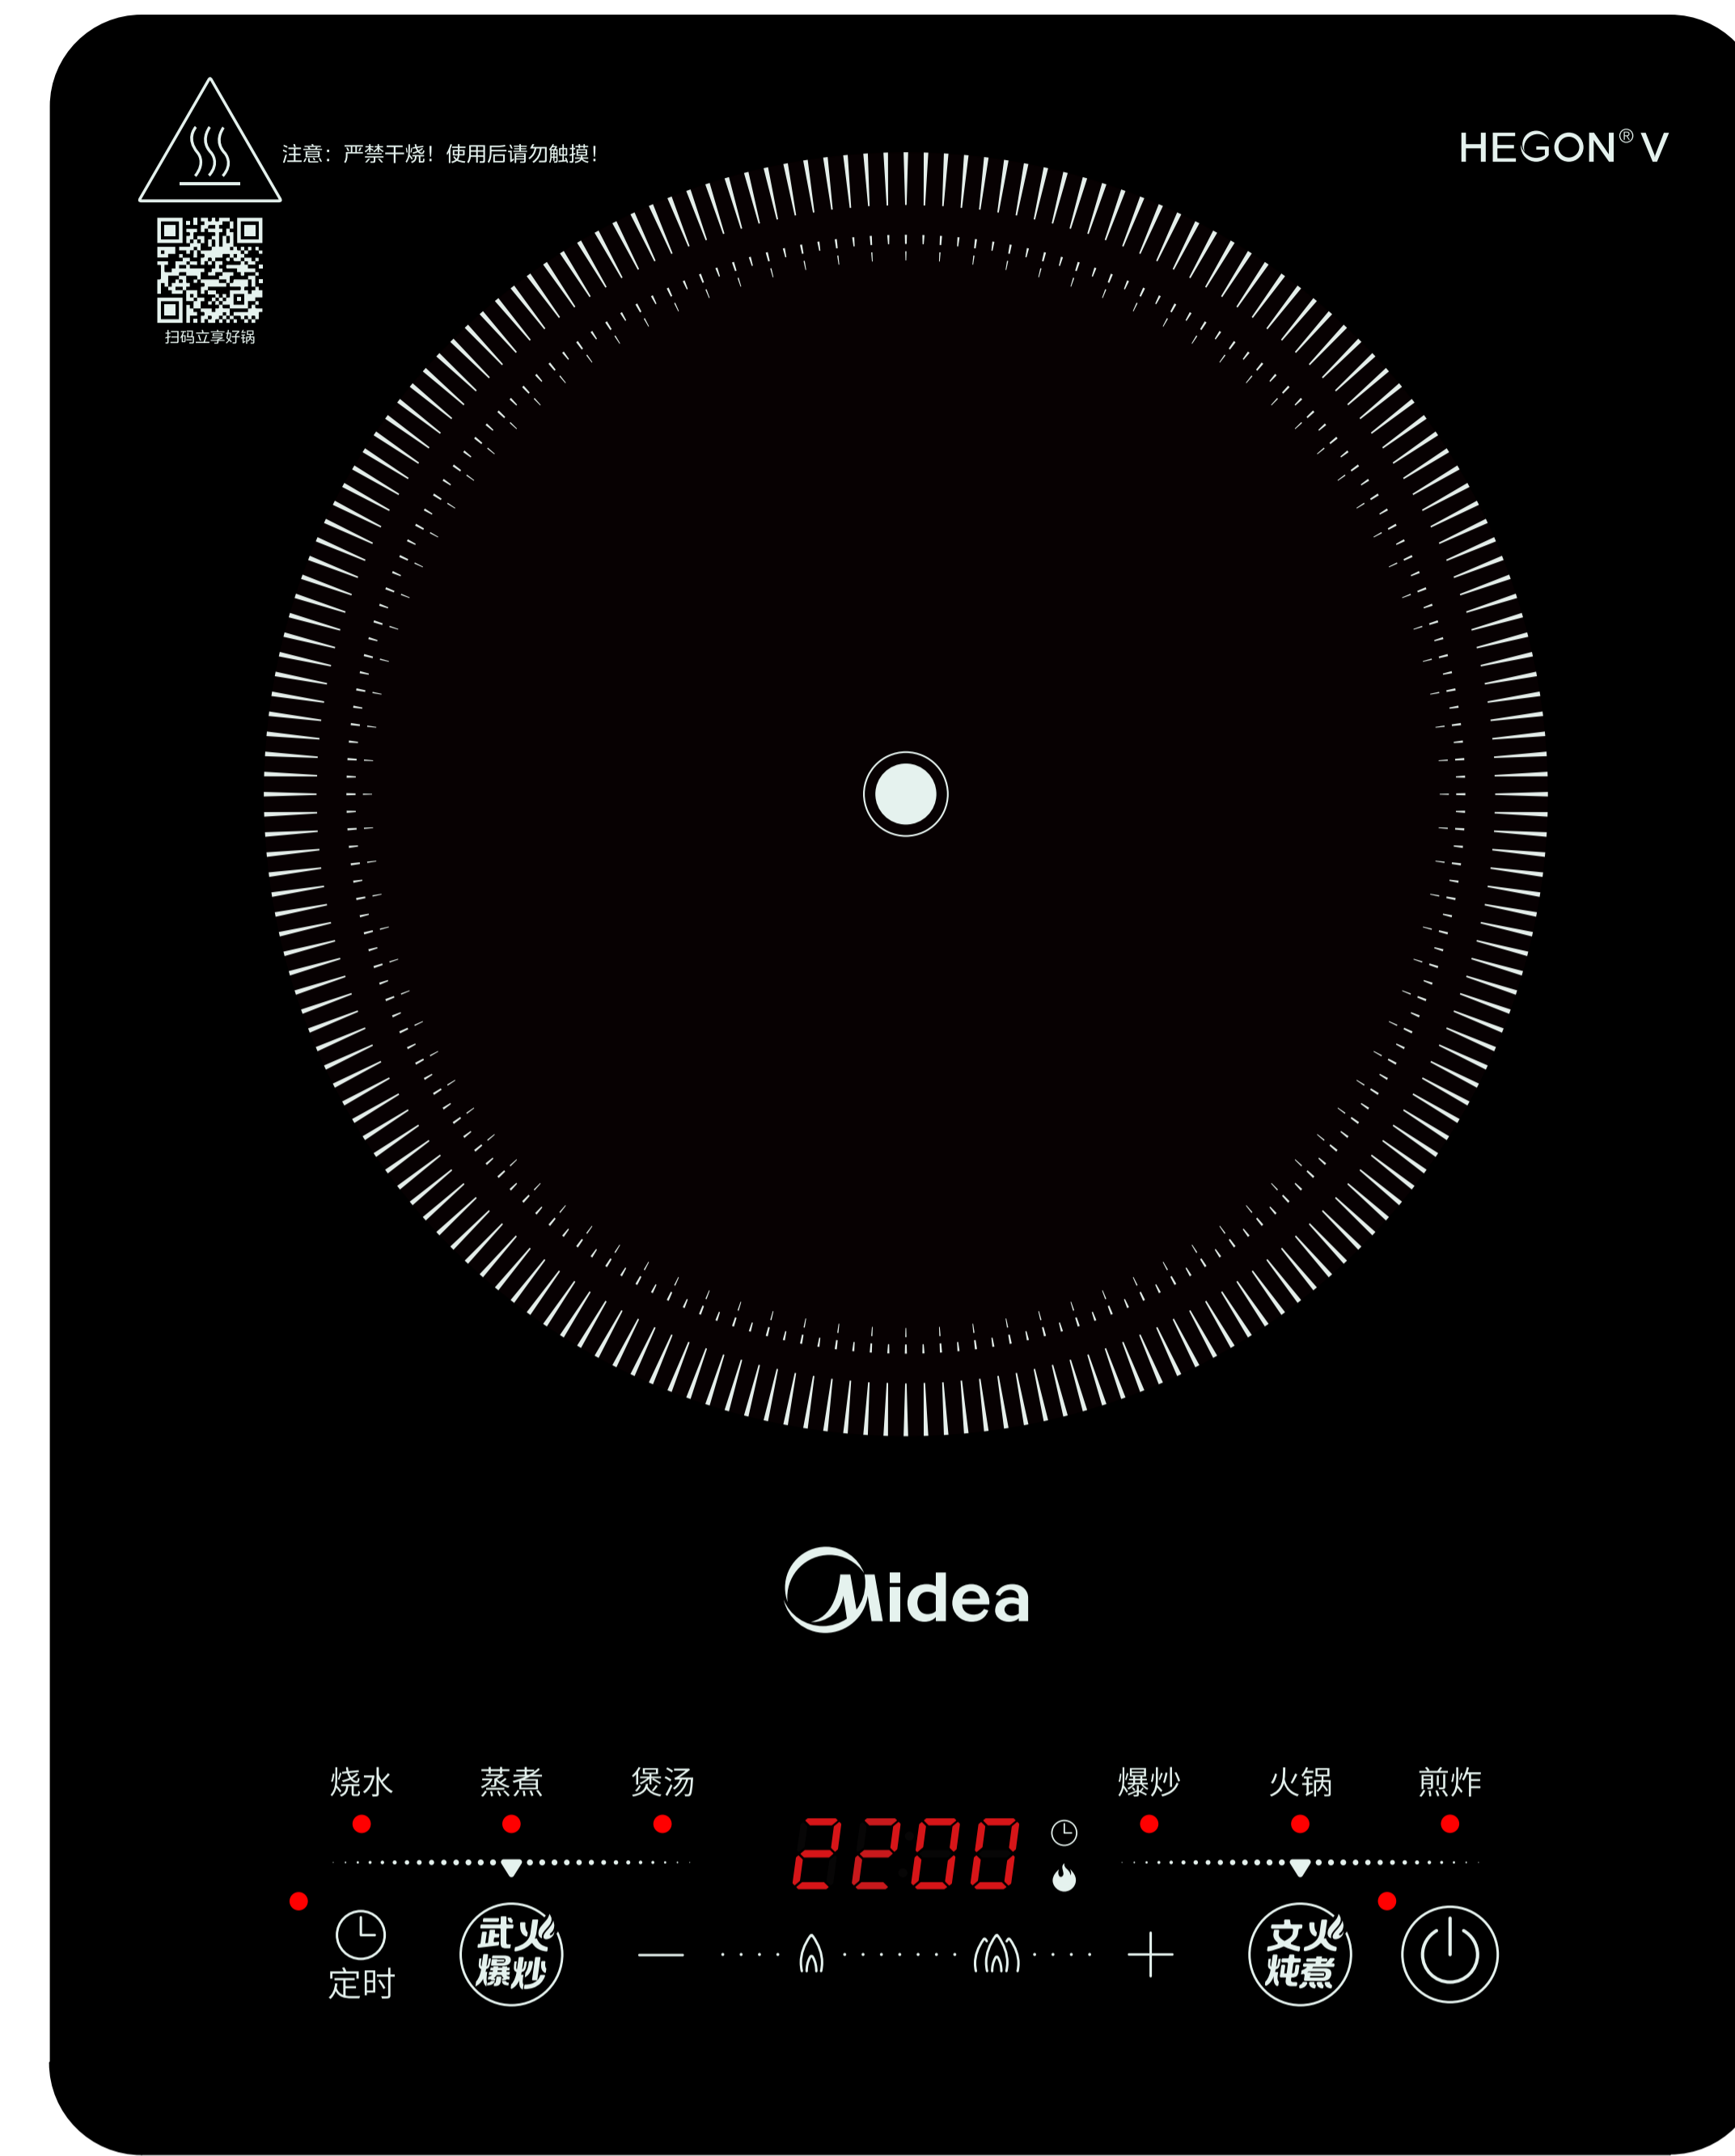 注意：严禁干烧！使用后请勿触摸！
HEGON® V
扫码立享好锅
Midea
烧水 蒸煮 煲汤 爆炒 火锅 煎炸
2200
定时
武火
爆炒
文火
炖煮